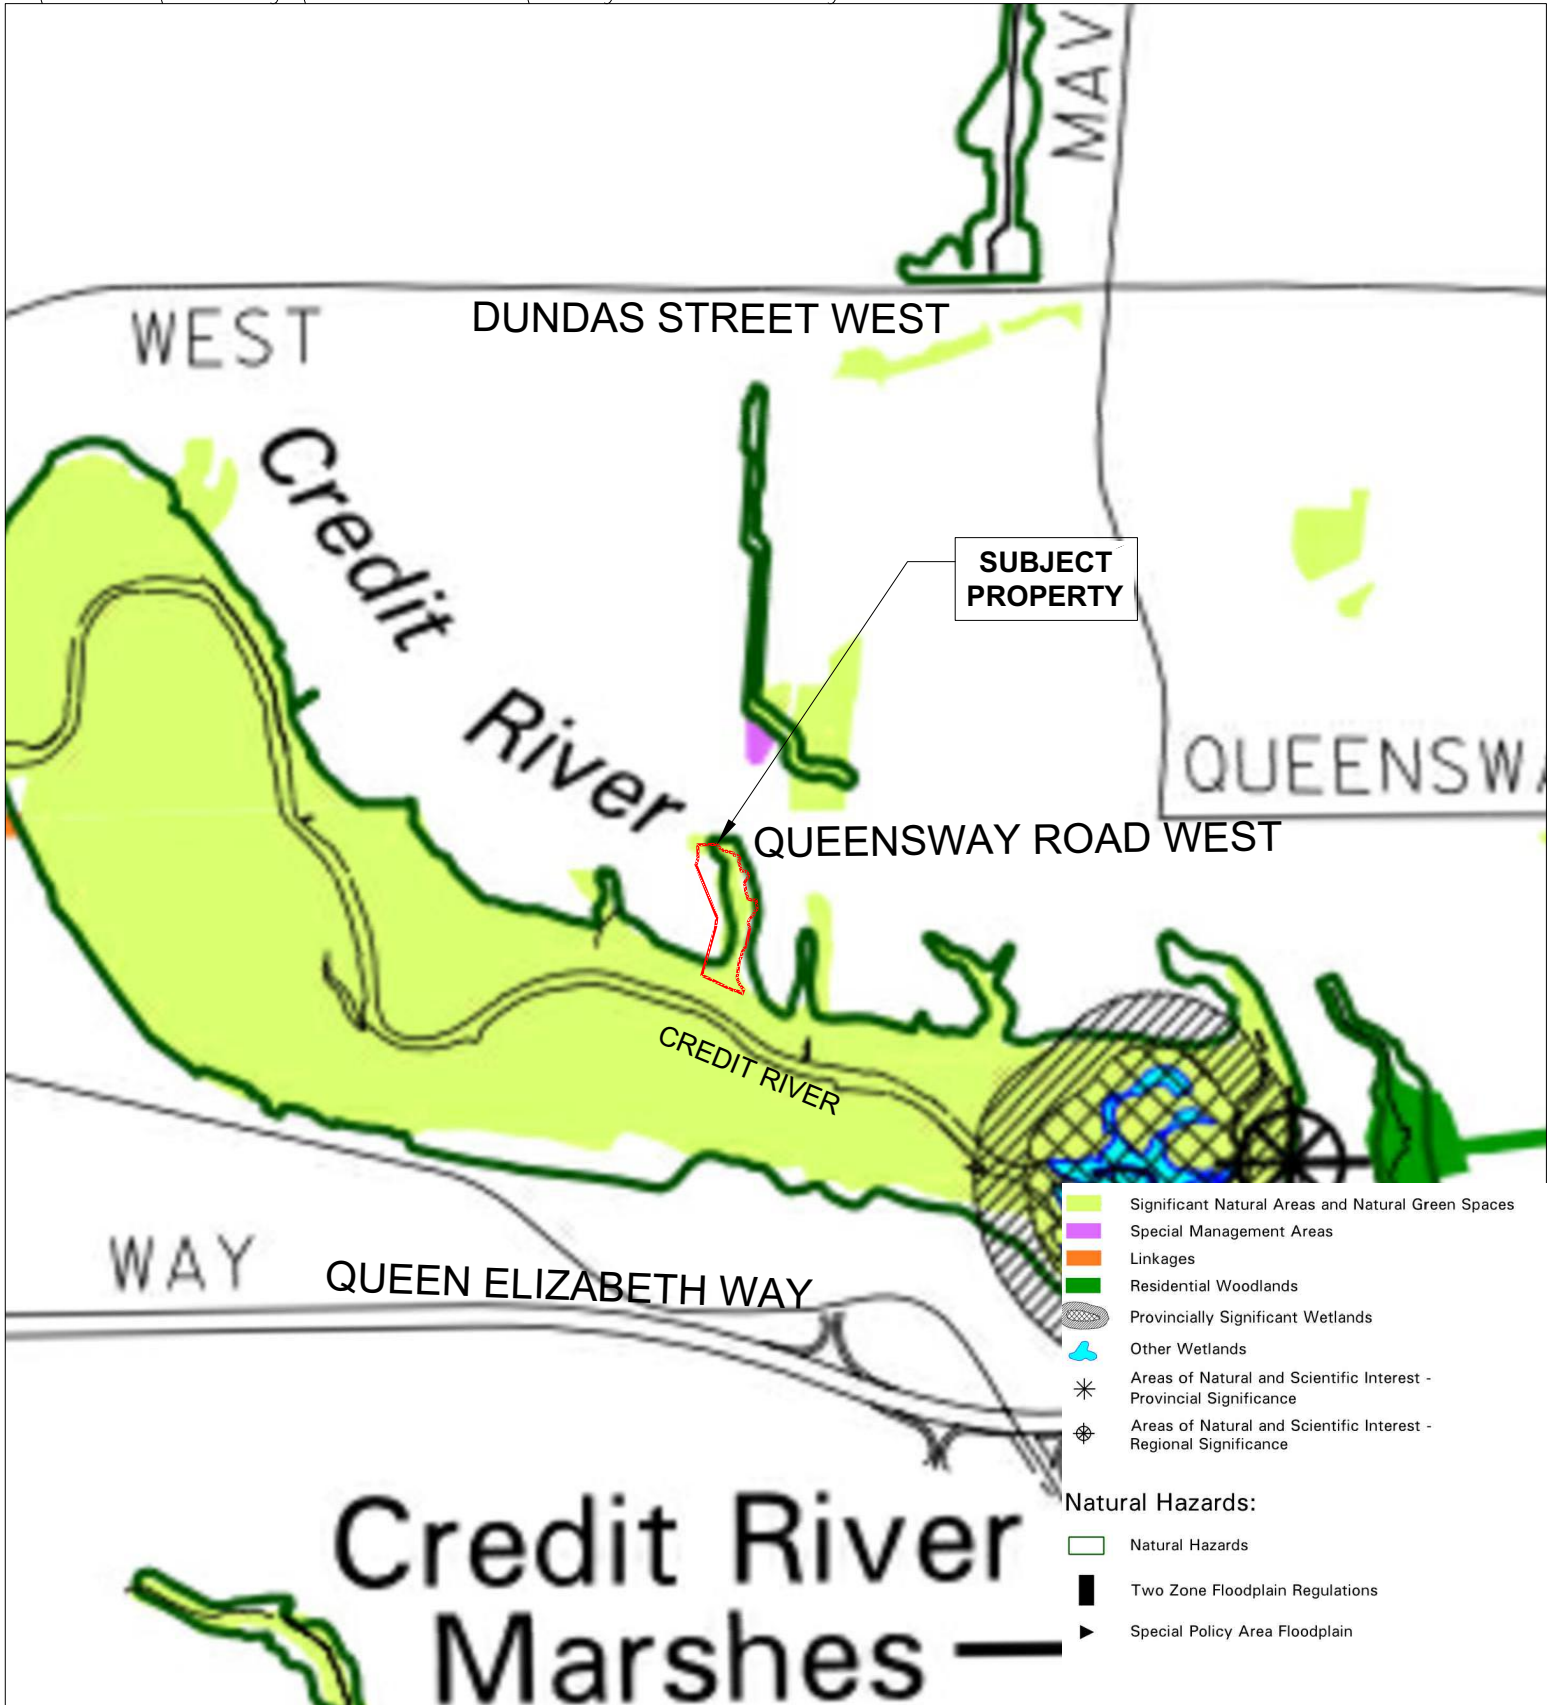 MAV
WEST
DUNDAS STREET WEST
Credit
River
SUBJECT
PROPERTY
QUEENSWA
QUEENSWAY ROAD WEST
CREDIT RIVER
WAY
QUEEN ELIZABETH WAY
Significant Natural Areas and Natural Green Spaces
Special Management Areas
Linkages
Residential Woodlands
Provincially Significant Wetlands
Other Wetlands
Areas of Natural and Scientific Interest -
Provincial Significance
Areas of Natural and Scientific Interest -
Regional Significance
Natural Hazards:
Natural Hazards
Two Zone Floodplain Regulations
Special Policy Area Floodplain
Credit River
Marshes